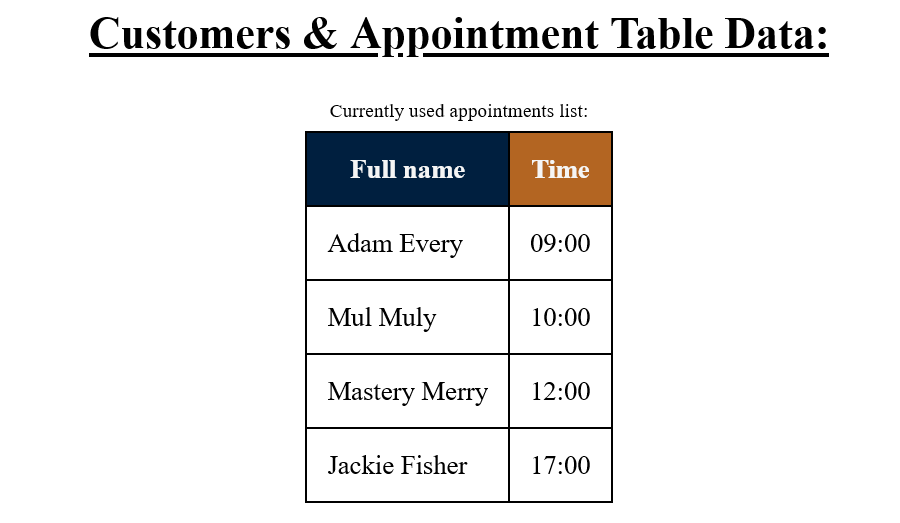 Customers & Appointment Table Data:
Currently used appointments list:
Full name Time
Adam Every 09:00
Mul Muly 10:00
Mastery Merry 12:00
Jackie Fisher 17:00